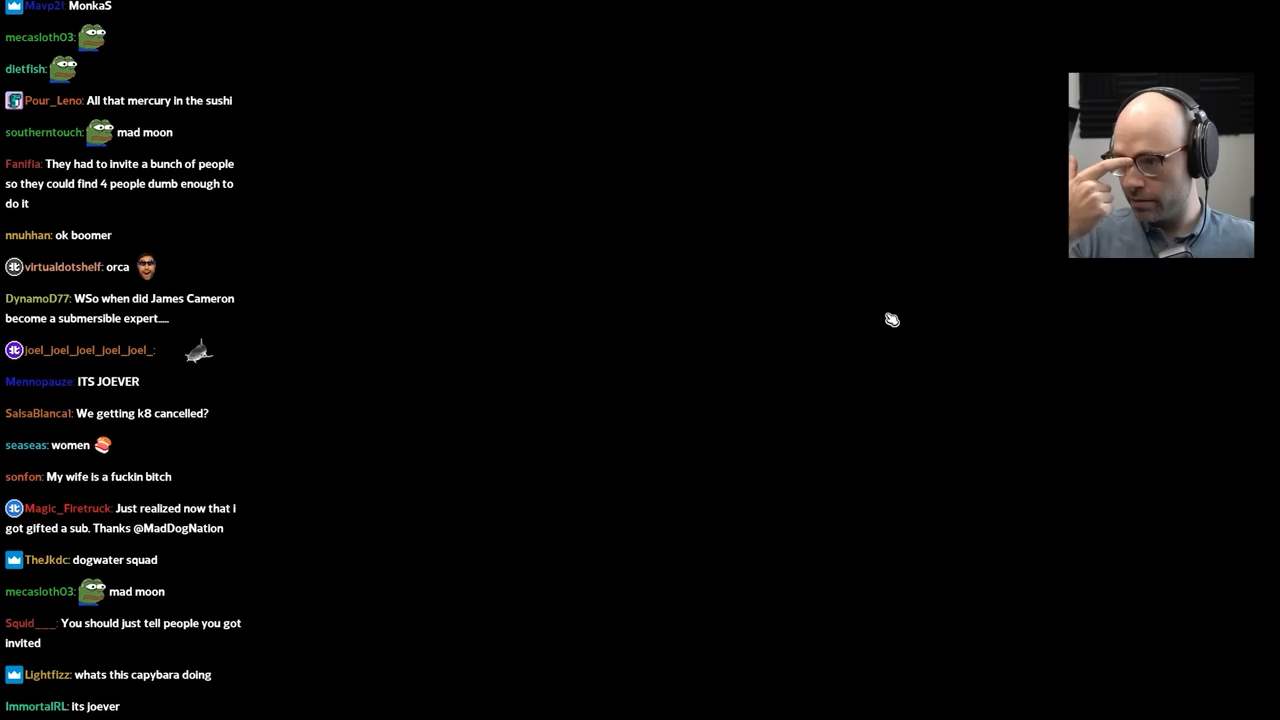 Mavp21: MonkaS
mecasloth03:
dietfish:
Pour_Leno: All that mercury in the sushi
southerntouch: mad moon
Fanifia: They had to invite a bunch of people
so they could find 4 people dumb enough to
do it
nnuhhan: ok boomer
virtualdotshelf: orca
DynamoD77: WSo when did James Cameron
become a submersible expert.....
joel_joel_joel_joel_joel_:
Mennopauze: ITS JOEVER
SalsaBlanca1: We getting k8 cancelled?
seaseas: women
sonfon: My wife is a fuckin bitch
Magic_Firetruck: Just realized now that i
got gifted a sub. Thanks @MadDogNation
TheJkdc: dogwater squad
mecasloth03: mad moon
Squid___: You should just tell people you got
invited
Lightfizz: whats this capybara doing
ImmortalRL: its joever